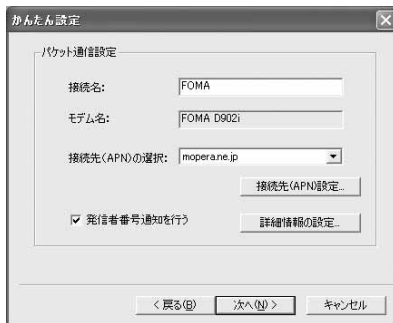 かんたん設定
パケット通信設定
接続名: FOMA
モデム名: FOMA D902i
接続先(APN)の選択: mopera.ne.jp
接続先(APN)設定...
発信者番号通知を行う 詳細情報の設定...
< 戻る(B) 次へ(N) > キャンセル